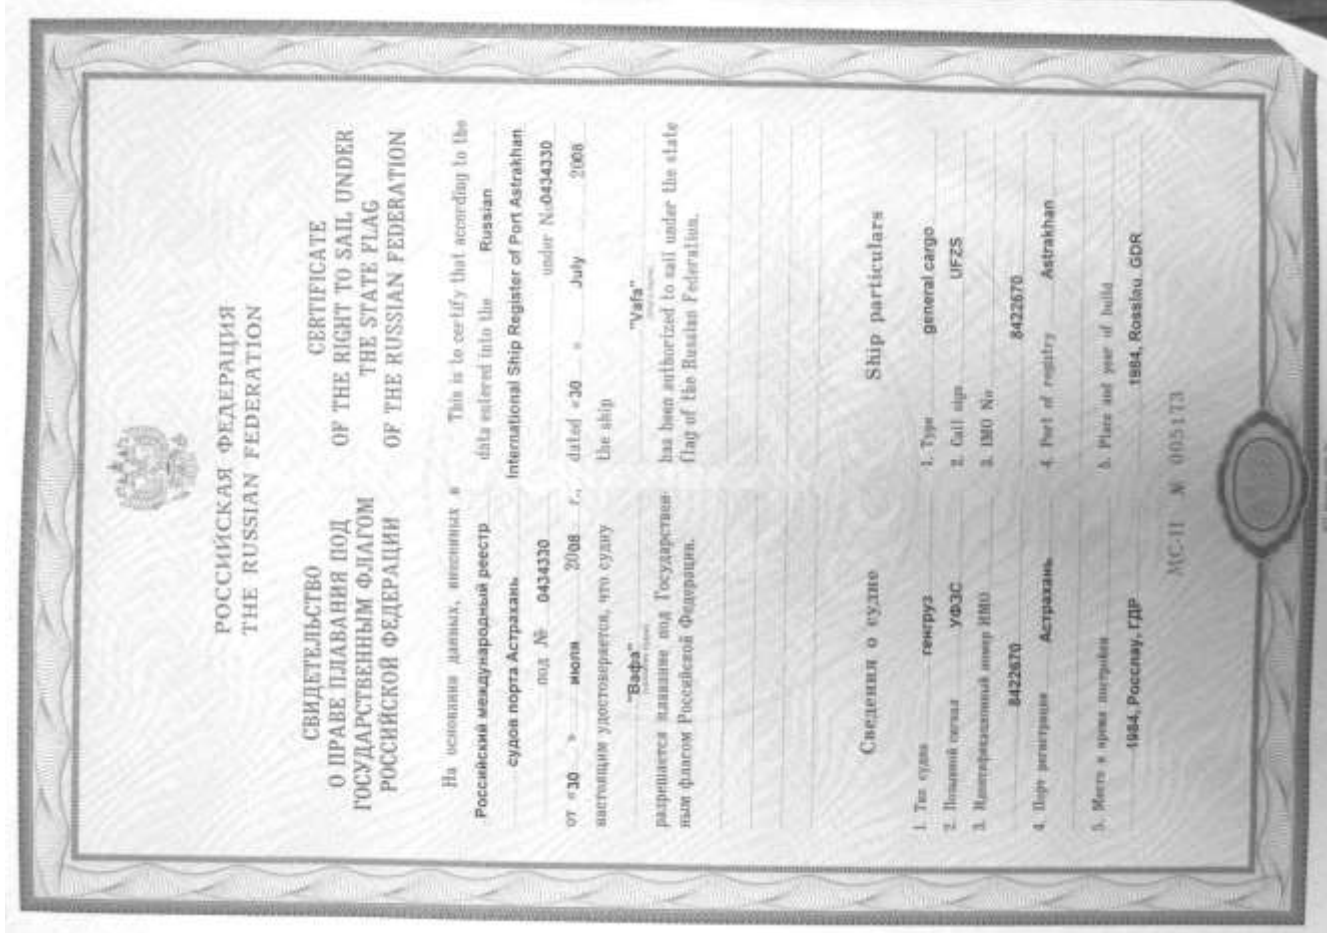 РОССИЙСКАЯ ФЕДЕРАЦИЯ
THE RUSSIAN FEDERATION
СВИДЕТЕЛЬСТВО
О ПРАВЕ ПЛАВАНИЯ ПОД
ГОСУДАРСТВЕННЫМ ФЛАГОМ
РОССИЙСКОЙ ФЕДЕРАЦИИ
На основании данных, внесенных в
Российский международный реестр
судов порта Астрахань
под № 0434330
от «30 » июля 2008 г.,
настоящим удостоверяется, что судну
"Вафа"
разрешается плавание под Государствен-
ным флагом Российской Федерации.
CERTIFICATE
OF THE RIGHT TO SAIL UNDER
THE STATE FLAG
OF THE RUSSIAN FEDERATION
This is to certify that according to the
data entered into the Russian
International Ship Register of Port Astrakhan
under №0434330
dated «30 » July 2008
the ship
"Vafa"
has been authorized to sail under the state
flag of the Russian Federation.
Сведения о судне
1. Тип судна генгруз
2. Позывной сигнал УФЗС
3. Идентификационный номер ИМО
8422670
4. Порт регистрации Астрахань
5. Место и время постройки
1984, Росслау, ГДР
Ship particulars
1. Type general cargo
2. Call sign UFZS
3. IMO No
8422670
4. Port of registry Astrakhan
5. Place and year of build
1984, Rosslau, GDR
МС-II № 005173